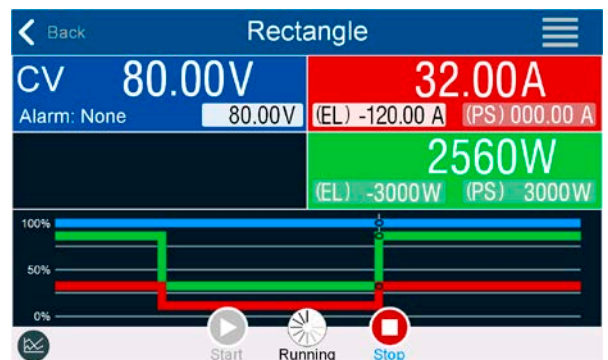 Back Rectangle
CV 80.00V 32.00A
Alarm: None 80.00V (EL) -120.00 A (PS) 000.00 A
2560W
(EL) -3000W (PS) 3000W
100%
50%
0%
Start Running Stop